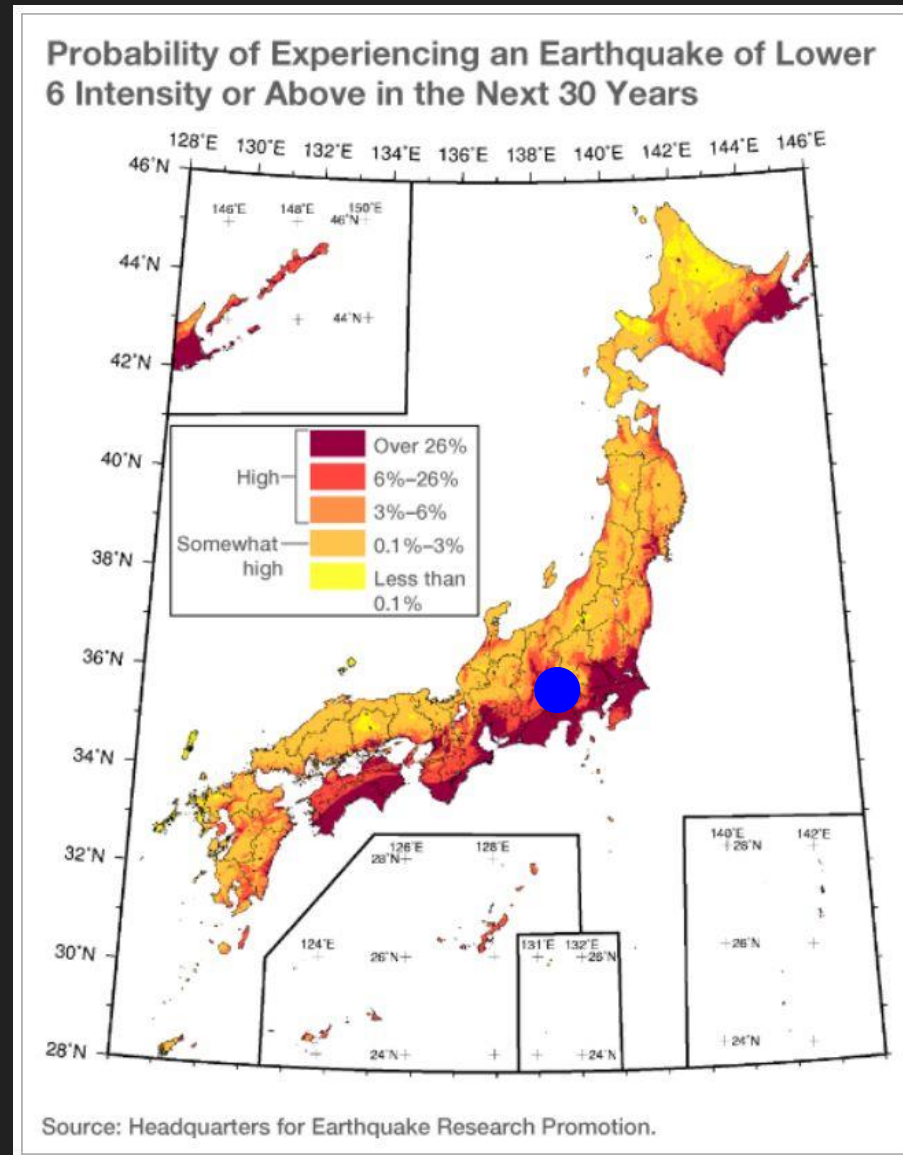 Probability of Experiencing an Earthquake of Lower
6 Intensity or Above in the Next 30 Years
128°E 130°E 132°E 134°E 136°E 138°E 140°E 142°E 144°E 146°E
46°N
146°E 148°E 150°E
46°N
44°N
44°N
42°N
40°N
High
Over 26%
6%–26%
3%–6%
Somewhat
high
0.1%–3%
Less than
0.1%
38°N
36°N
34°N
32°N
126°E 128°E
28°N
140°E 142°E
28°N
124°E
26°N
131°E 132°E
26°N
26°N
30°N
24°N
24°N
24°N
28°N
Source: Headquarters for Earthquake Research Promotion.